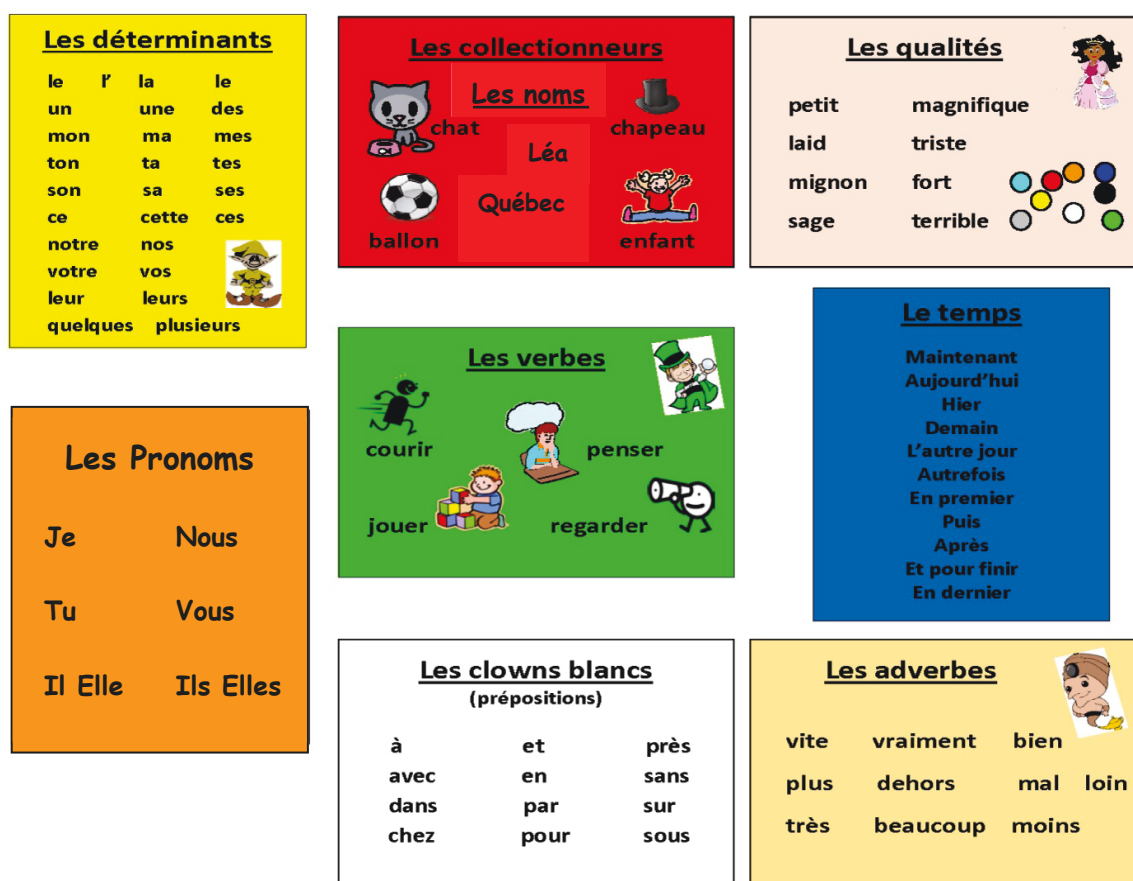 Les déterminants
le l' la le
un une des
mon ma mes
ton ta tes
son sa ses
ce cette ces
notre nos
votre vos
leur leurs
quelques plusieurs
Les collectionneurs
Les noms
chat chapeau
Léa
Québec
ballon enfant
Les qualités
petit magnifique
laid triste
mignon fort
sage terrible
Les Pronoms
Je Nous
Tu Vous
Il Elle Ils Elles
Les verbes
courir penser
jouer regarder
Le temps
Maintenant
Aujourd'hui
Hier
Demain
L'autre jour
Autrefois
En premier
Puis
Après
Et pour finir
En dernier
Les clowns blancs
(prépositions)
à et près
avec en sans
dans par sur
chez pour sous
Les adverbes
vite vraiment bien
plus dehors mal loin
très beaucoup moins